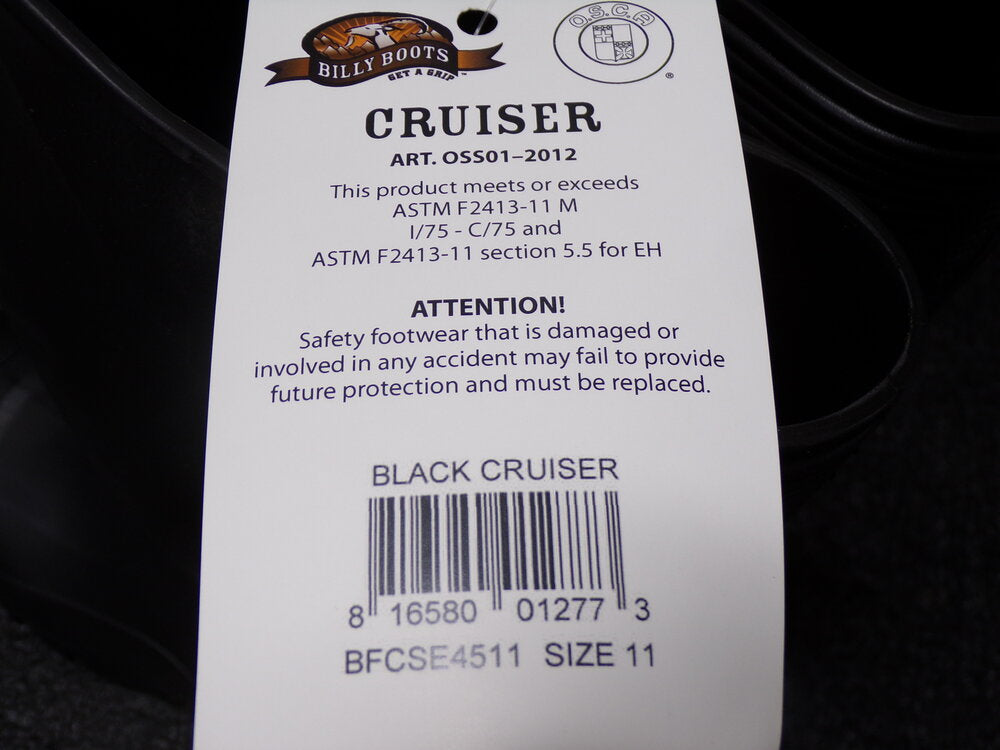 BILLY BOOTS
GET A GRIP™
O.S.C.A
®
CRUISER
ART. OSS01-2012
This product meets or exceeds
ASTM F2413-11 M
I/75 - C/75 and
ASTM F2413-11 section 5.5 for EH
ATTENTION!
Safety footwear that is damaged or
involved in any accident may fail to provide
future protection and must be replaced.
BLACK CRUISER
8 16580 01277 3
BFCSE4511 SIZE 11